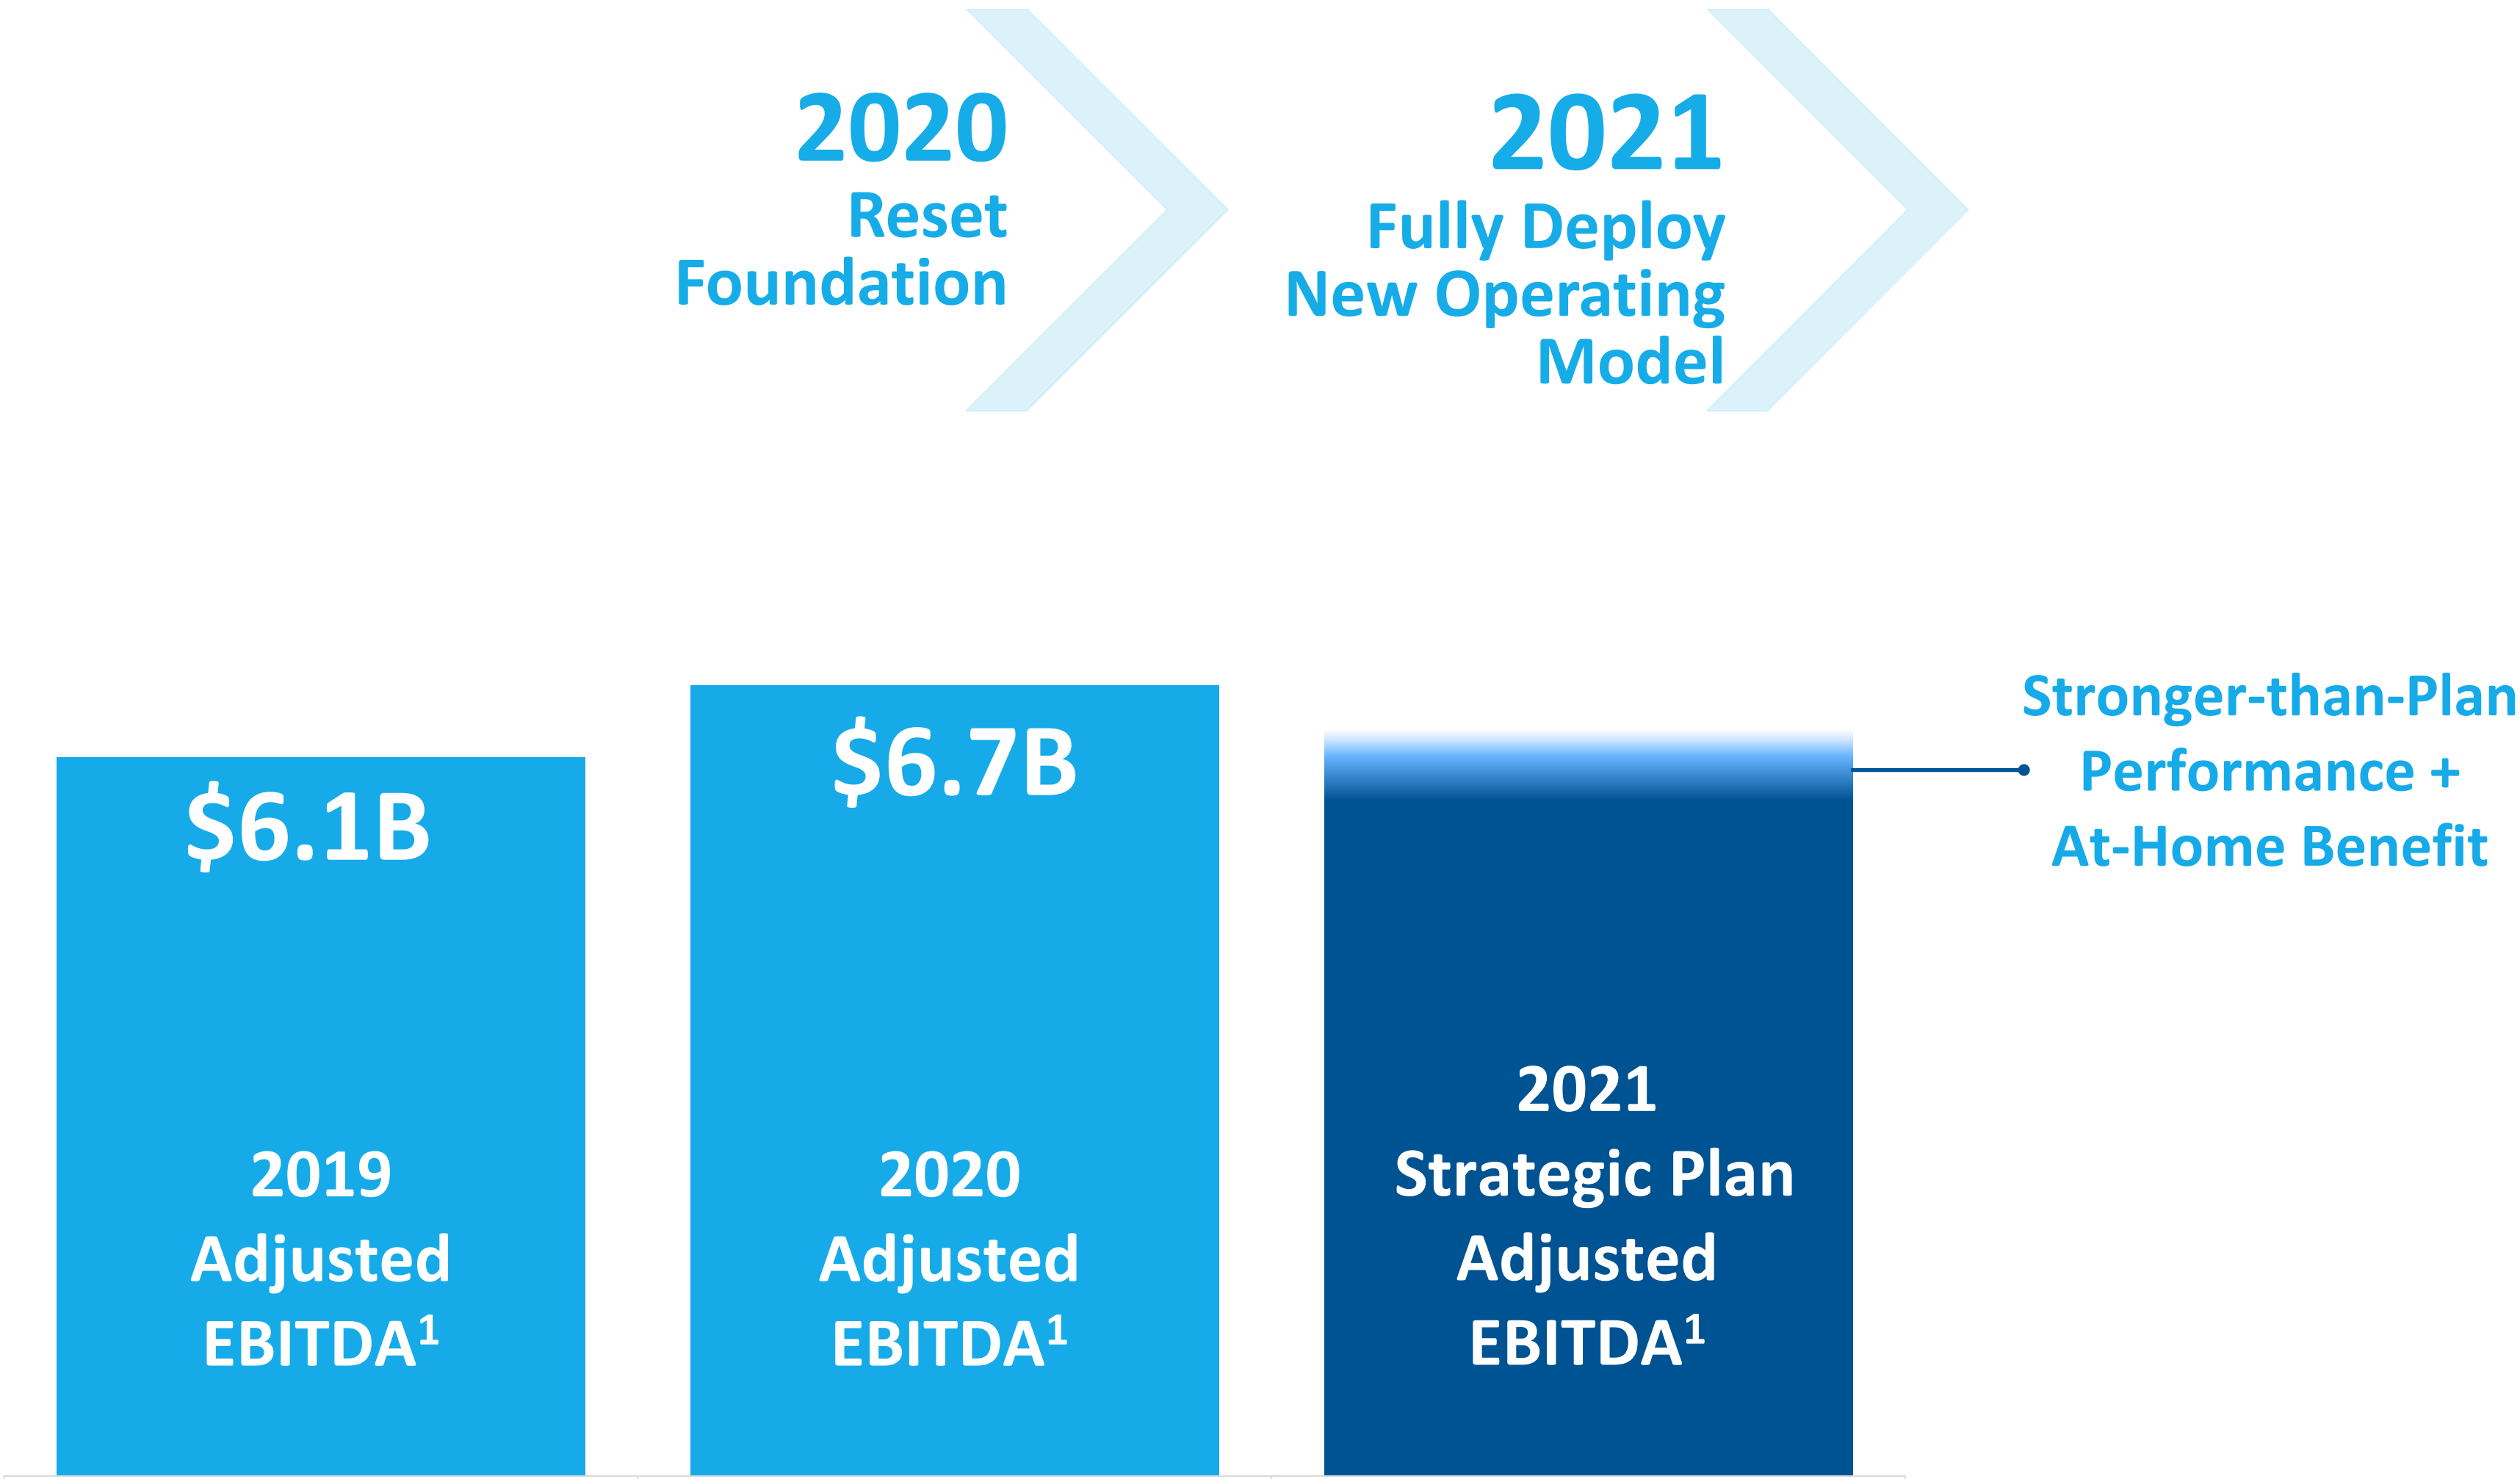 2020
Reset
Foundation
2021
Fully Deploy
New Operating
Model
$6.1B
2019
Adjusted
EBITDA¹
$6.7B
2020
Adjusted
EBITDA¹
2021
Strategic Plan
Adjusted
EBITDA¹
Stronger-than-Plan
Performance +
At-Home Benefit